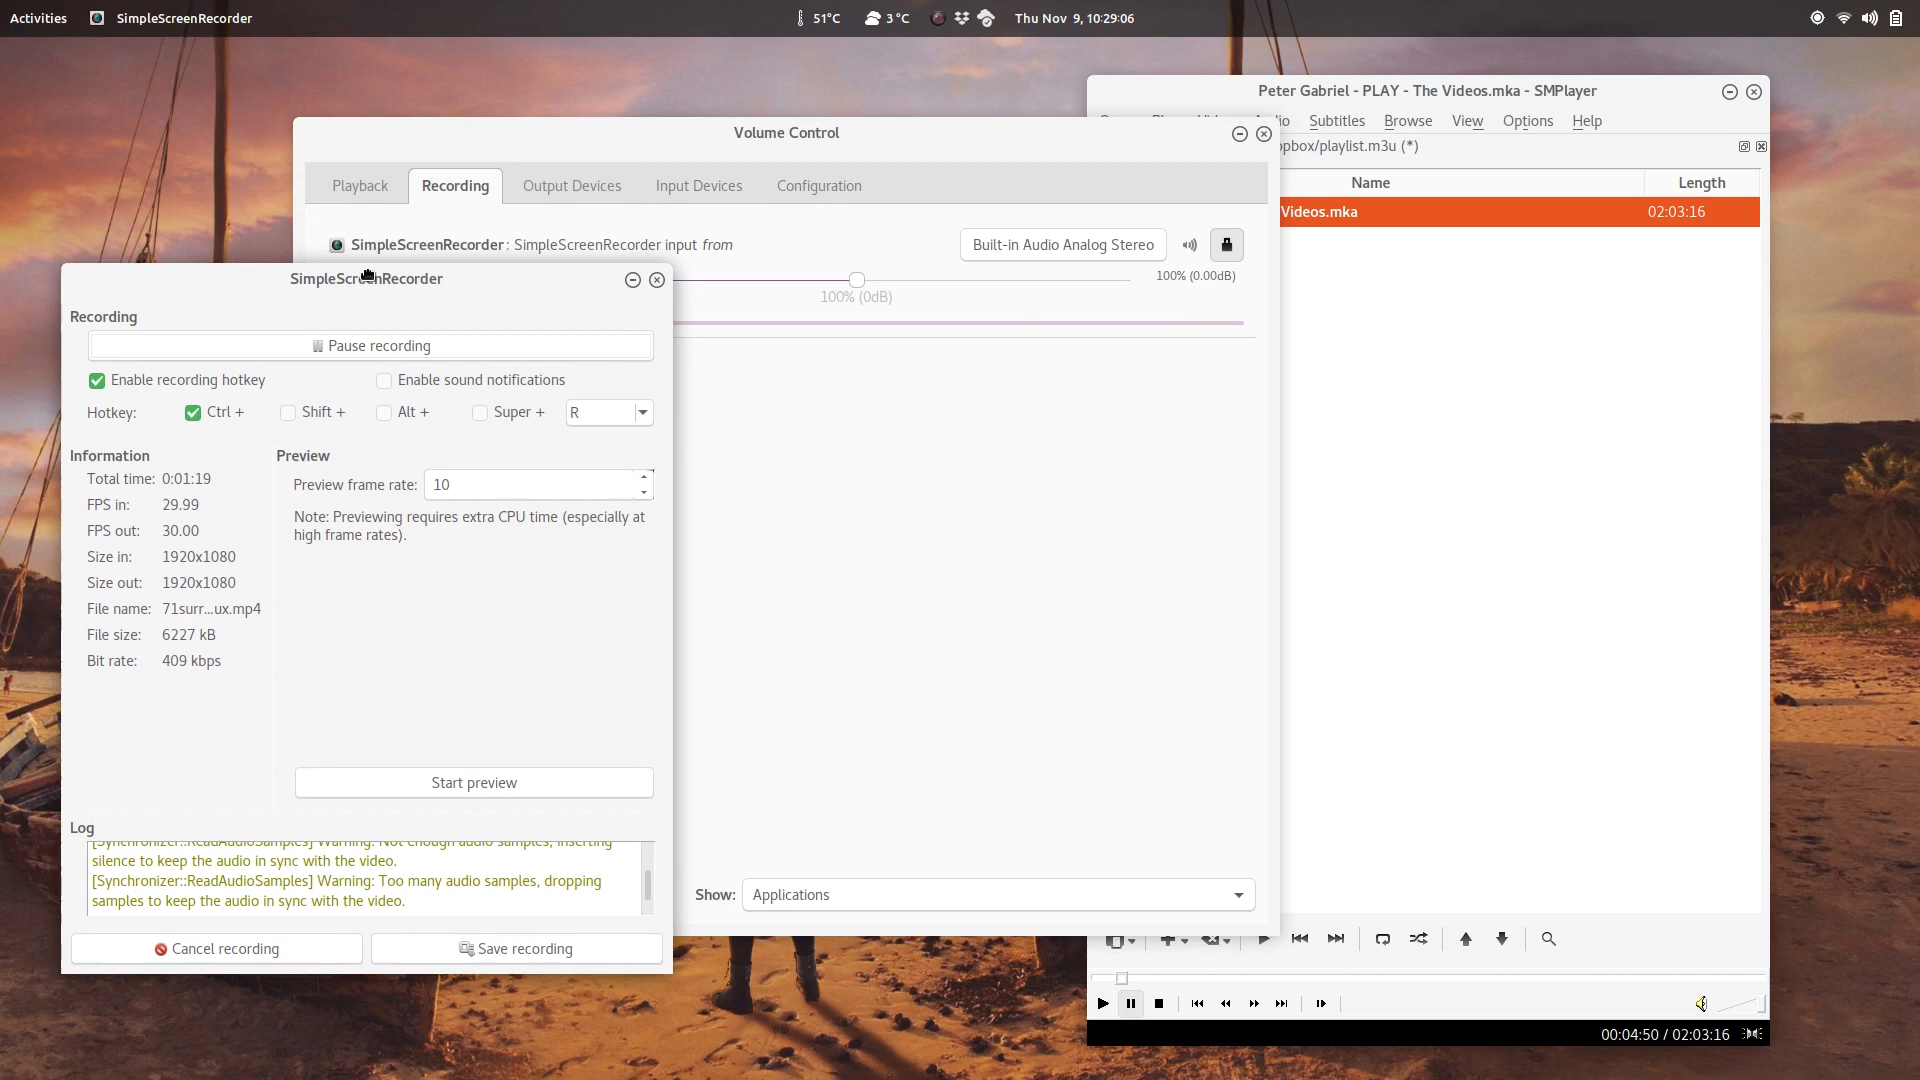 Activities
SimpleScreenRecorder
51°C
3 °C
Thu Nov 9, 10:29:06
Peter Gabriel - PLAY - The Videos.mka - SMPlayer
Subtitles
Browse
View
Options
Help
pbox/playlist.m3u (*)
Name
Length
Videos.mka
02:03:16
Volume Control
Playback
Recording
Output Devices
Input Devices
Configuration
SimpleScreenRecorder : SimpleScreenRecorder input from
Built-in Audio Analog Stereo
100% (0.00dB)
100% (0dB)
SimpleScreenRecorder
Recording
Pause recording
Enable recording hotkey
Enable sound notifications
Hotkey:
Ctrl +
Shift +
Alt +
Super +
R
Information
Total time: 0:01:19
FPS in: 29.99
FPS out: 30.00
Size in: 1920x1080
Size out: 1920x1080
File name: 71surr...ux.mp4
File size: 6227 kB
Bit rate: 409 kbps
Preview
Preview frame rate: 10
Note: Previewing requires extra CPU time (especially at
high frame rates).
Start preview
Log
[Synchronizer::ReadAudioSamples] Warning: Not enough audio samples, inserting
silence to keep the audio in sync with the video.
[Synchronizer::ReadAudioSamples] Warning: Too many audio samples, dropping
samples to keep the audio in sync with the video.
Cancel recording
Save recording
Show: Applications
00:04:50 / 02:03:16